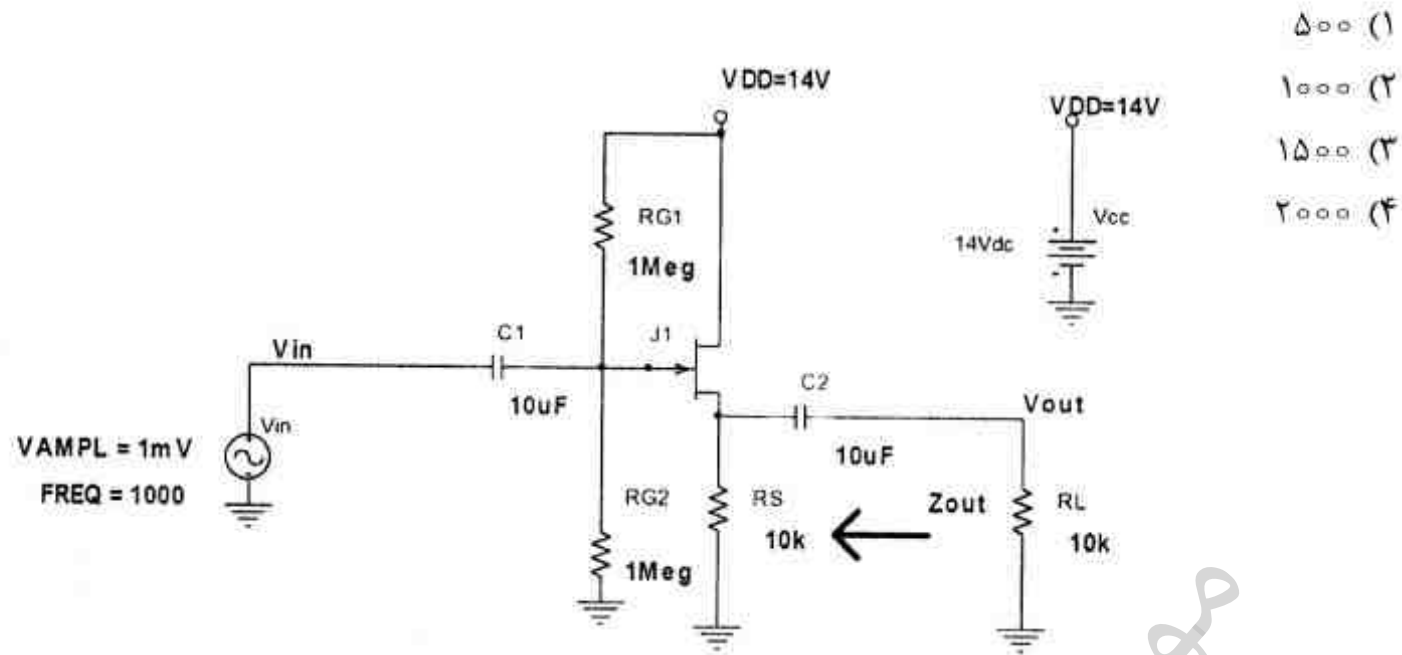 ۱) ۵۰۰
۲) ۱۰۰۰
۳) ۱۵۰۰
۴) ۲۰۰۰
VDD=14V
VDD=14V
RG1
1Meg
14Vdc
Vcc
+
-
Vin
C1
10uF
J1
C2
10uF
Vout
Vin
VAMPL = 1mV
FREQ = 1000
RG2
1Meg
RS
10k
Zout
RL
10k